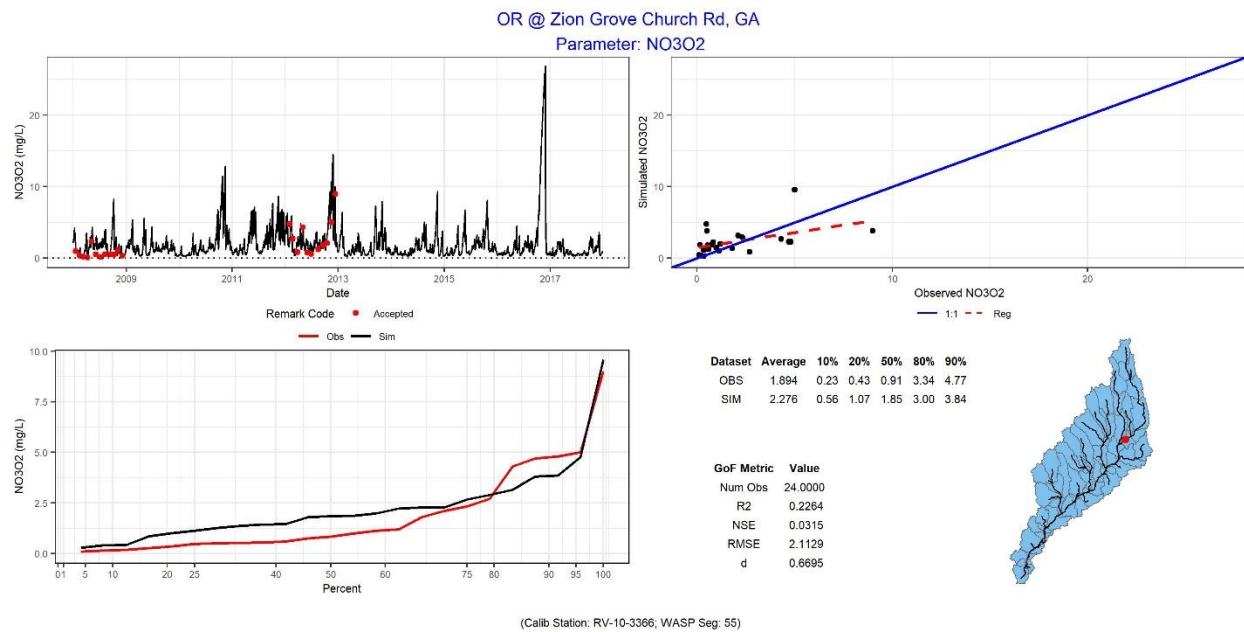 OR @ Zion Grove Church Rd, GA
Parameter: NO3O2
NO3O2 (mg/L)
20
10
0
2009
2011
2013
2015
2017
Date
Remark Code
Accepted
Obs
Sim
Simulated NO3O2
20
10
0
0
10
20
Observed NO3O2
1:1
Reg
NO3O2 (mg/L)
10.0
7.5
5.0
2.5
0.0
01 5 10 20 25 40 50 60 75 80 90 95 100
Percent
Dataset Average 10% 20% 50% 80% 90%
OBS 1.894 0.23 0.43 0.91 3.34 4.77
SIM 2.276 0.56 1.07 1.85 3.00 3.84
GoF Metric Value
Num Obs 24.0000
R2 0.2264
NSE 0.0315
RMSE 2.1129
d 0.6695
(Calib Station: RV-10-3366; WASP Seg: 55)